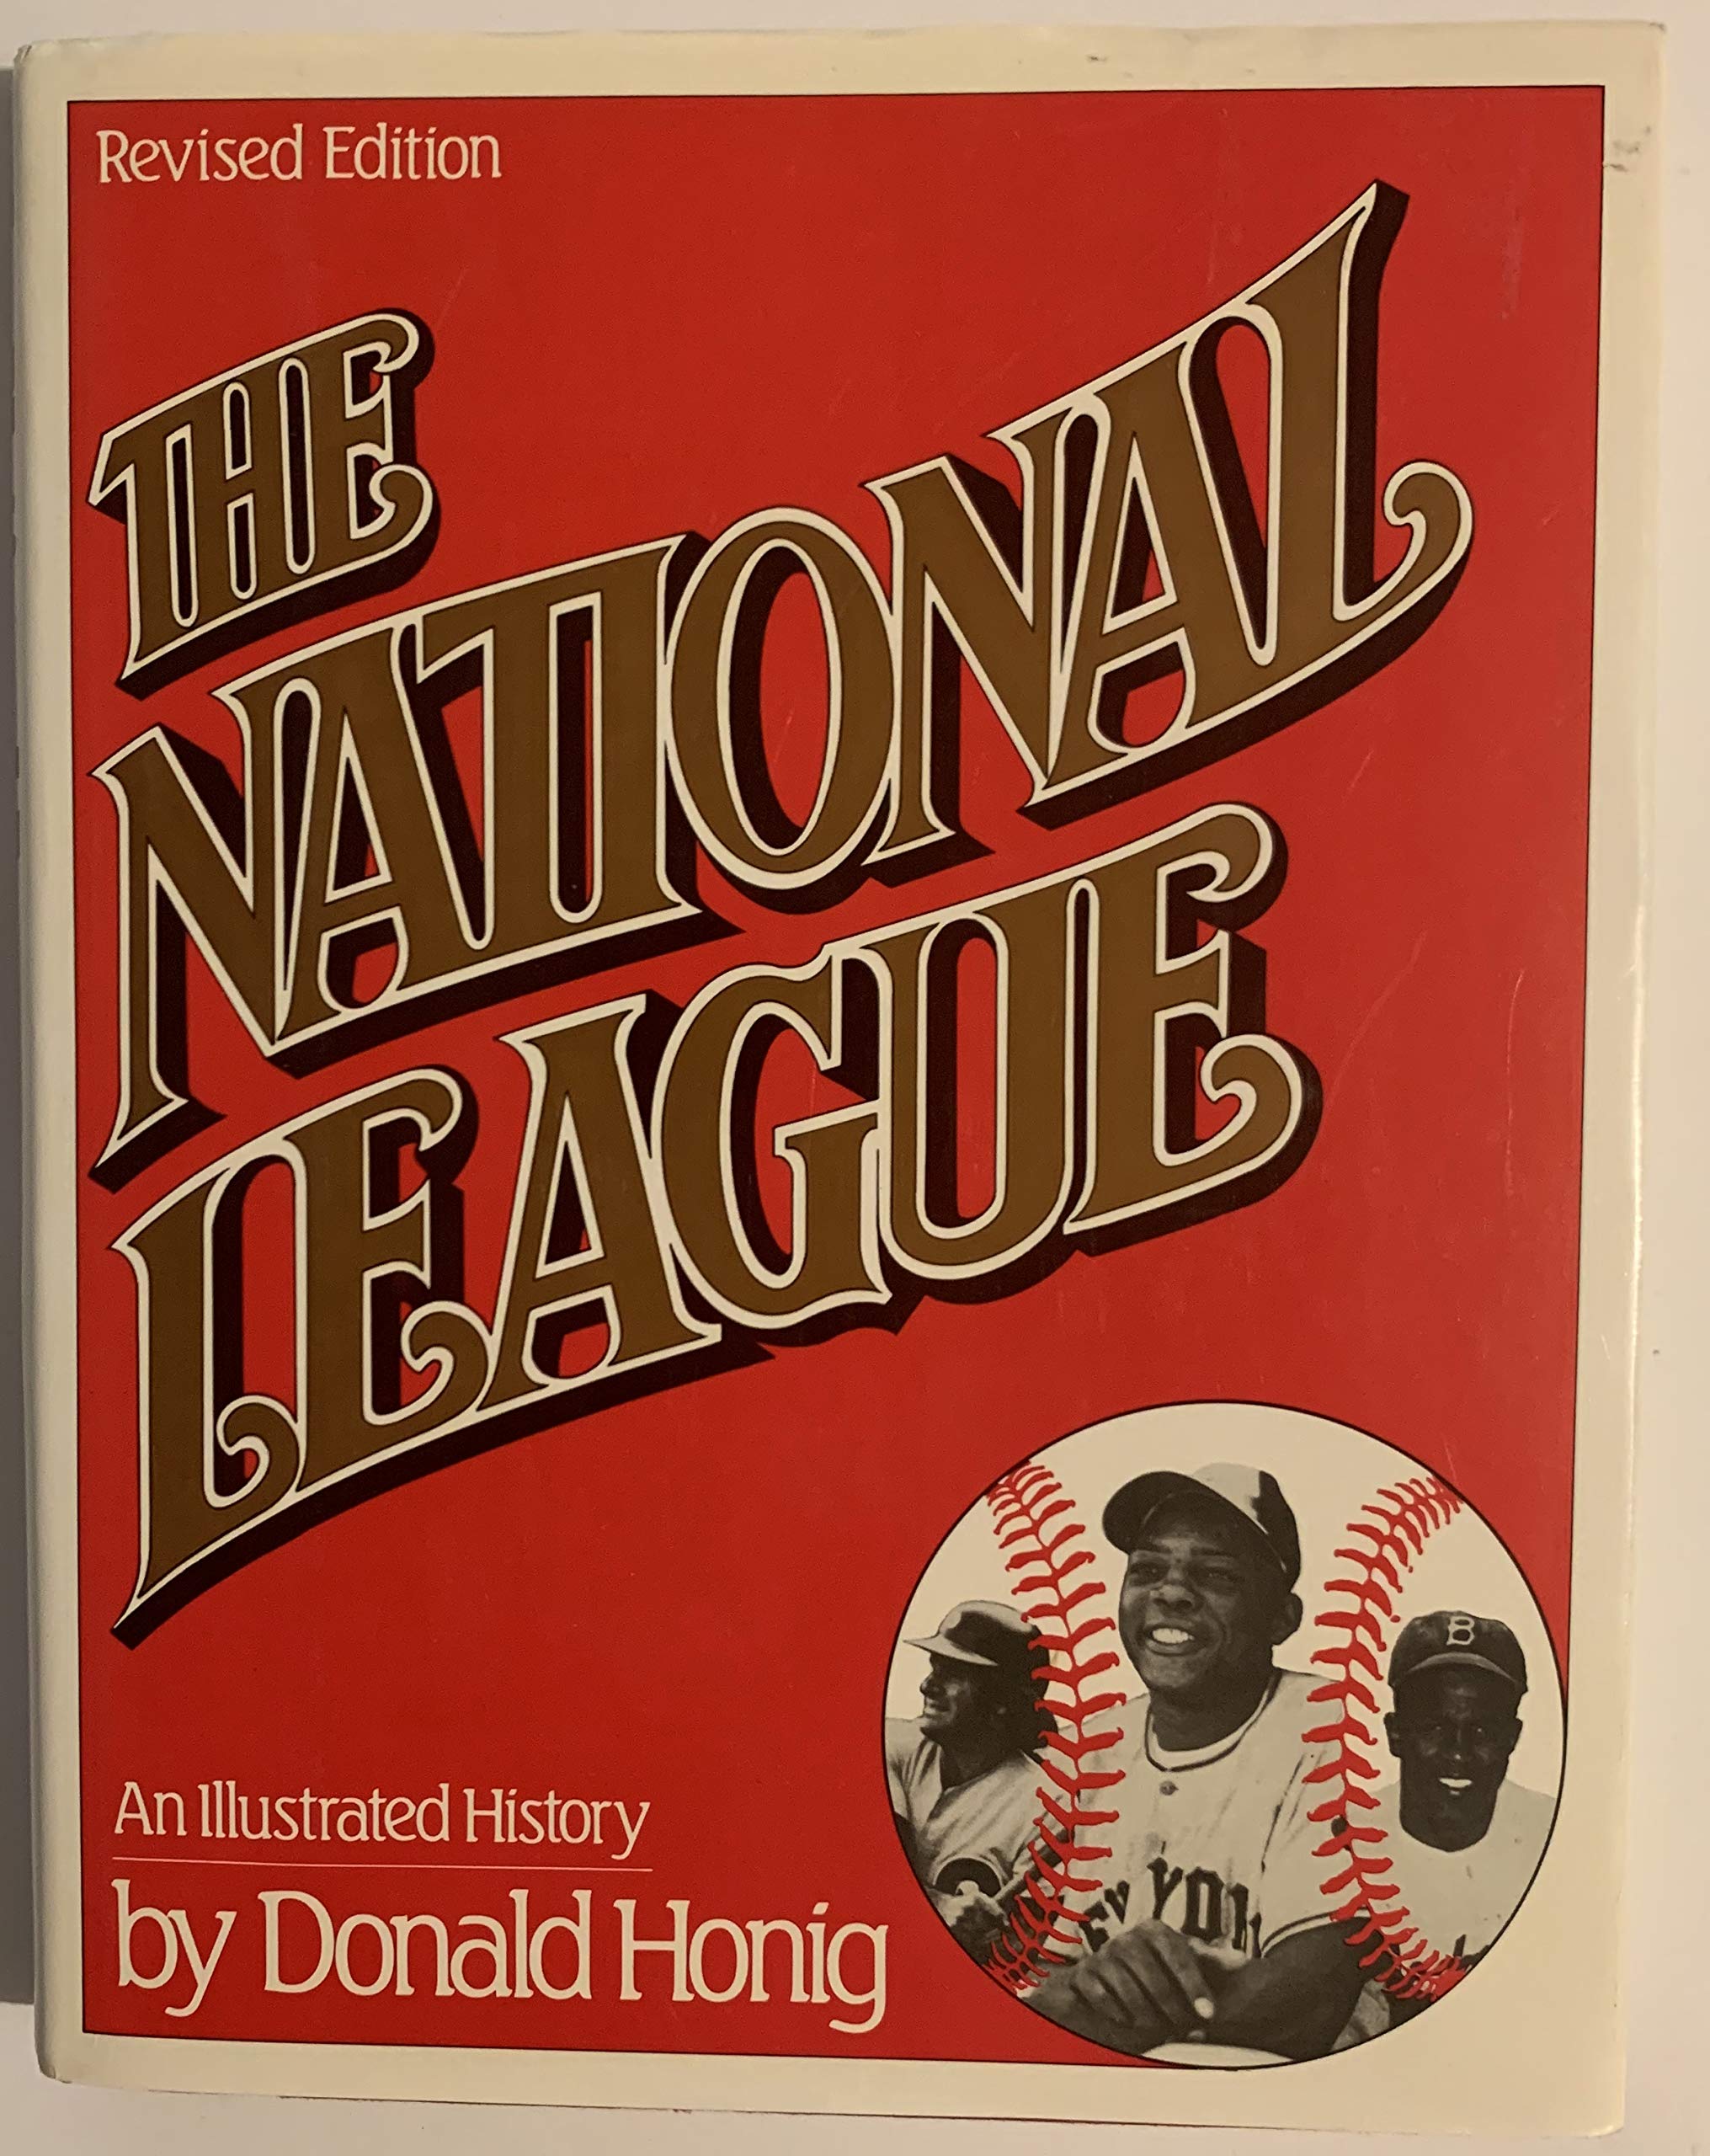 Revised Edition
THE
NATIONAL
LEAGUE
An Illustrated History
by Donald Honig
B